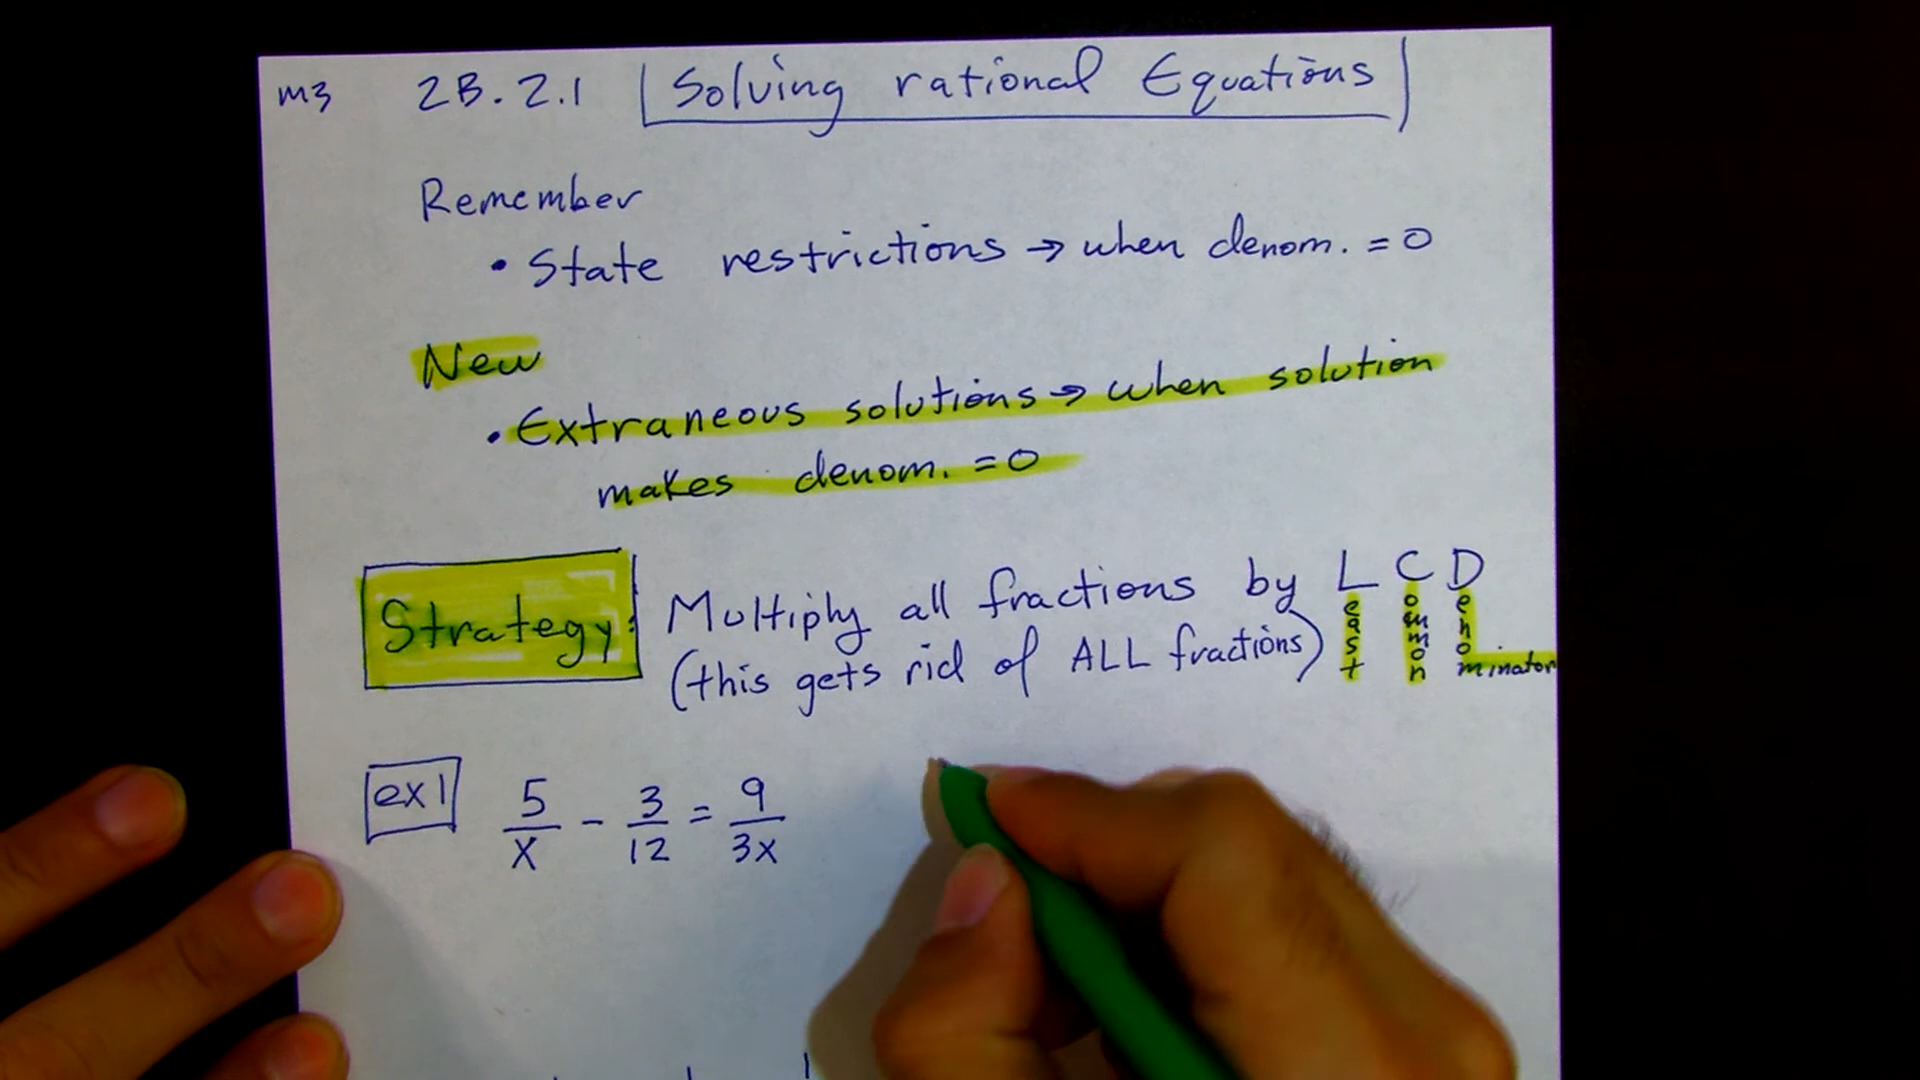 m3 2B.2.1 Solving rational Equations
Remember
• State restrictions → when denom. = 0
New
• Extraneous solutions → when solution
makes denom. = 0
Strategy: Multiply all fractions by LCD
(this gets rid of ALL fractions) Least Common Denominator
ex 1 5/x - 3/12 = 9/3x